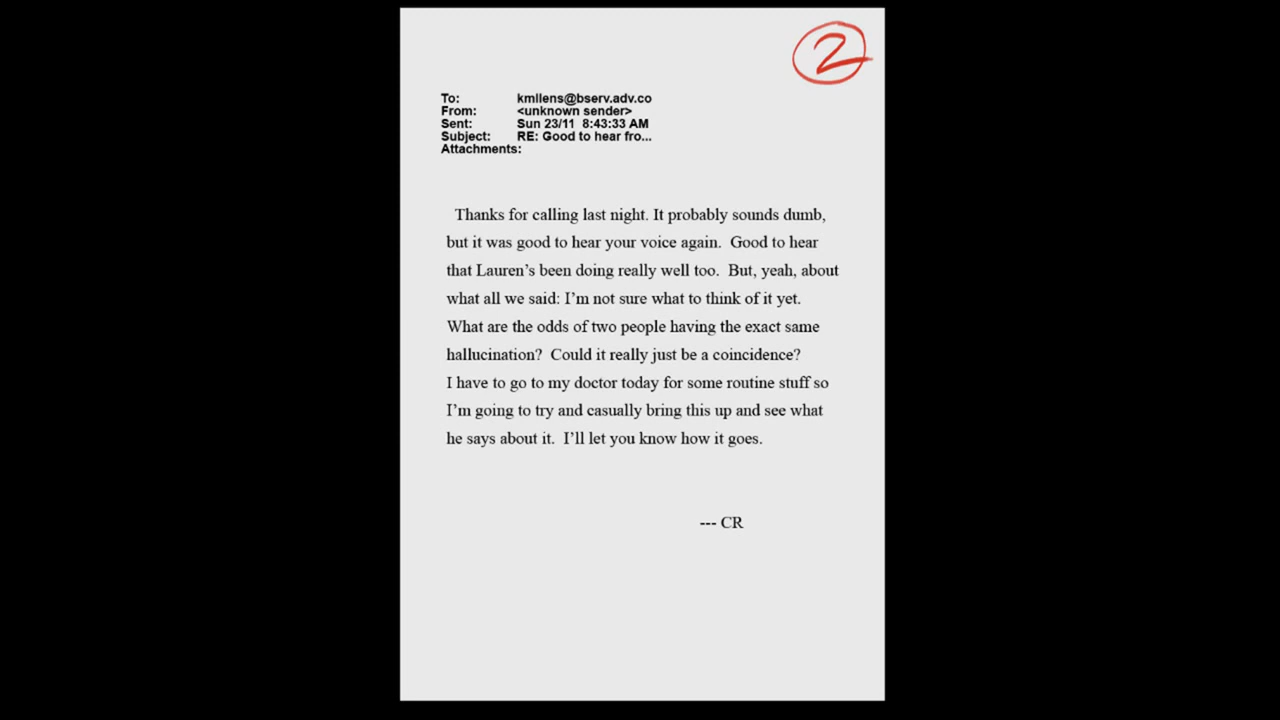 2
To: kmllens@bserv.adv.co
From: <unknown sender>
Sent: Sun 23/11 8:43:33 AM
Subject: RE: Good to hear fro...
Attachments:
Thanks for calling last night. It probably sounds dumb,
but it was good to hear your voice again.  Good to hear
that Lauren’s been doing really well too.  But, yeah, about
what all we said: I’m not sure what to think of it yet.
What are the odds of two people having the exact same
hallucination?  Could it really just be a coincidence?
I have to go to my doctor today for some routine stuff so
I’m going to try and casually bring this up and see what
he says about it.  I’ll let you know how it goes.
--- CR